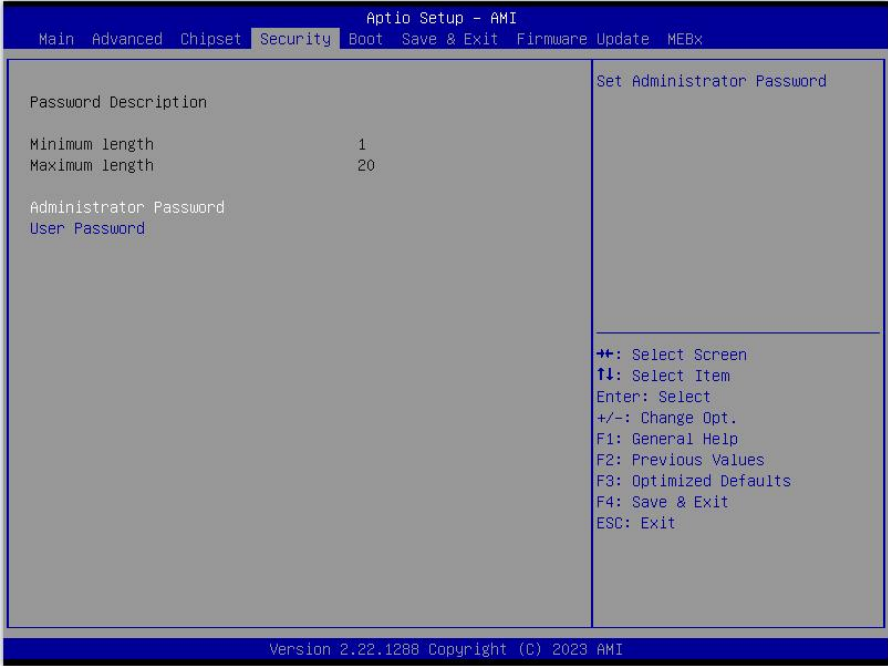 Aptio Setup – AMI
Main Advanced Chipset Security Boot Save & Exit Firmware Update MEBx
Password Description
Minimum length 1
Maximum length 20
Administrator Password
User Password
Set Administrator Password
→←: Select Screen
↑↓: Select Item
Enter: Select
+/-: Change Opt.
F1: General Help
F2: Previous Values
F3: Optimized Defaults
F4: Save & Exit
ESC: Exit
Version 2.22.1288 Copyright (C) 2023 AMI